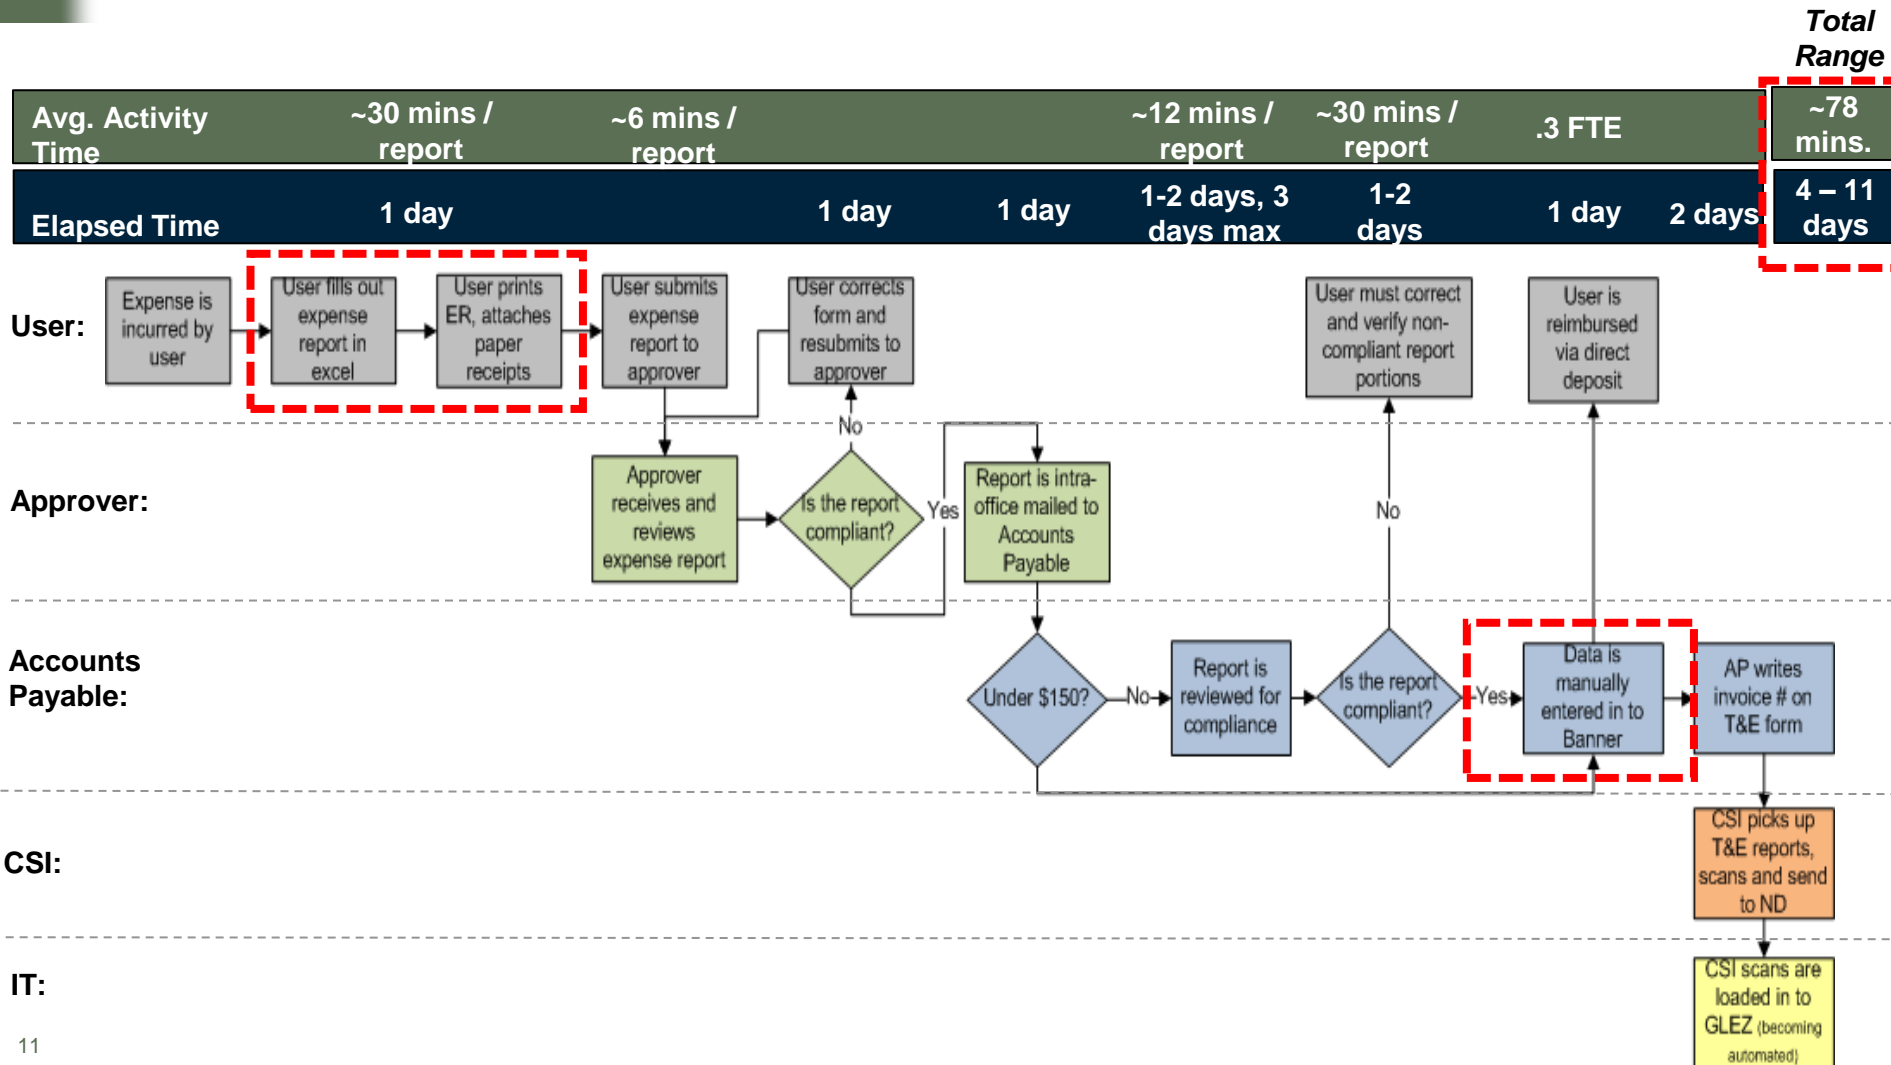 Total
Range
Avg. Activity
Time
~30 mins /
report
~6 mins /
report
~12 mins /
report
~30 mins /
report
.3 FTE
~78
mins.
Elapsed Time
1 day
1 day
1 day
1-2 days, 3
days max
1-2
days
1 day
2 days
4 – 11
days
User:
Expense is
incurred by
user
User fills out
expense
report in
excel
User prints
ER, attaches
paper
receipts
User submits
expense
report to
approver
User corrects
form and
resubmits to
approver
User must correct
and verify non-
compliant report
portions
User is
reimbursed
via direct
deposit
No
Approver:
Approver
receives and
reviews
expense report
Is the report
compliant?
Yes
Report is intra-
office mailed to
Accounts
Payable
No
Accounts
Payable:
Under $150?
No
Report is
reviewed for
compliance
Is the report
compliant?
Yes
Data is
manually
entered in to
Banner
AP writes
invoice # on
T&E form
CSI:
CSI picks up
T&E reports,
scans and send
to ND
IT:
CSI scans are
loaded in to
GLEZ (becoming
automated)
11